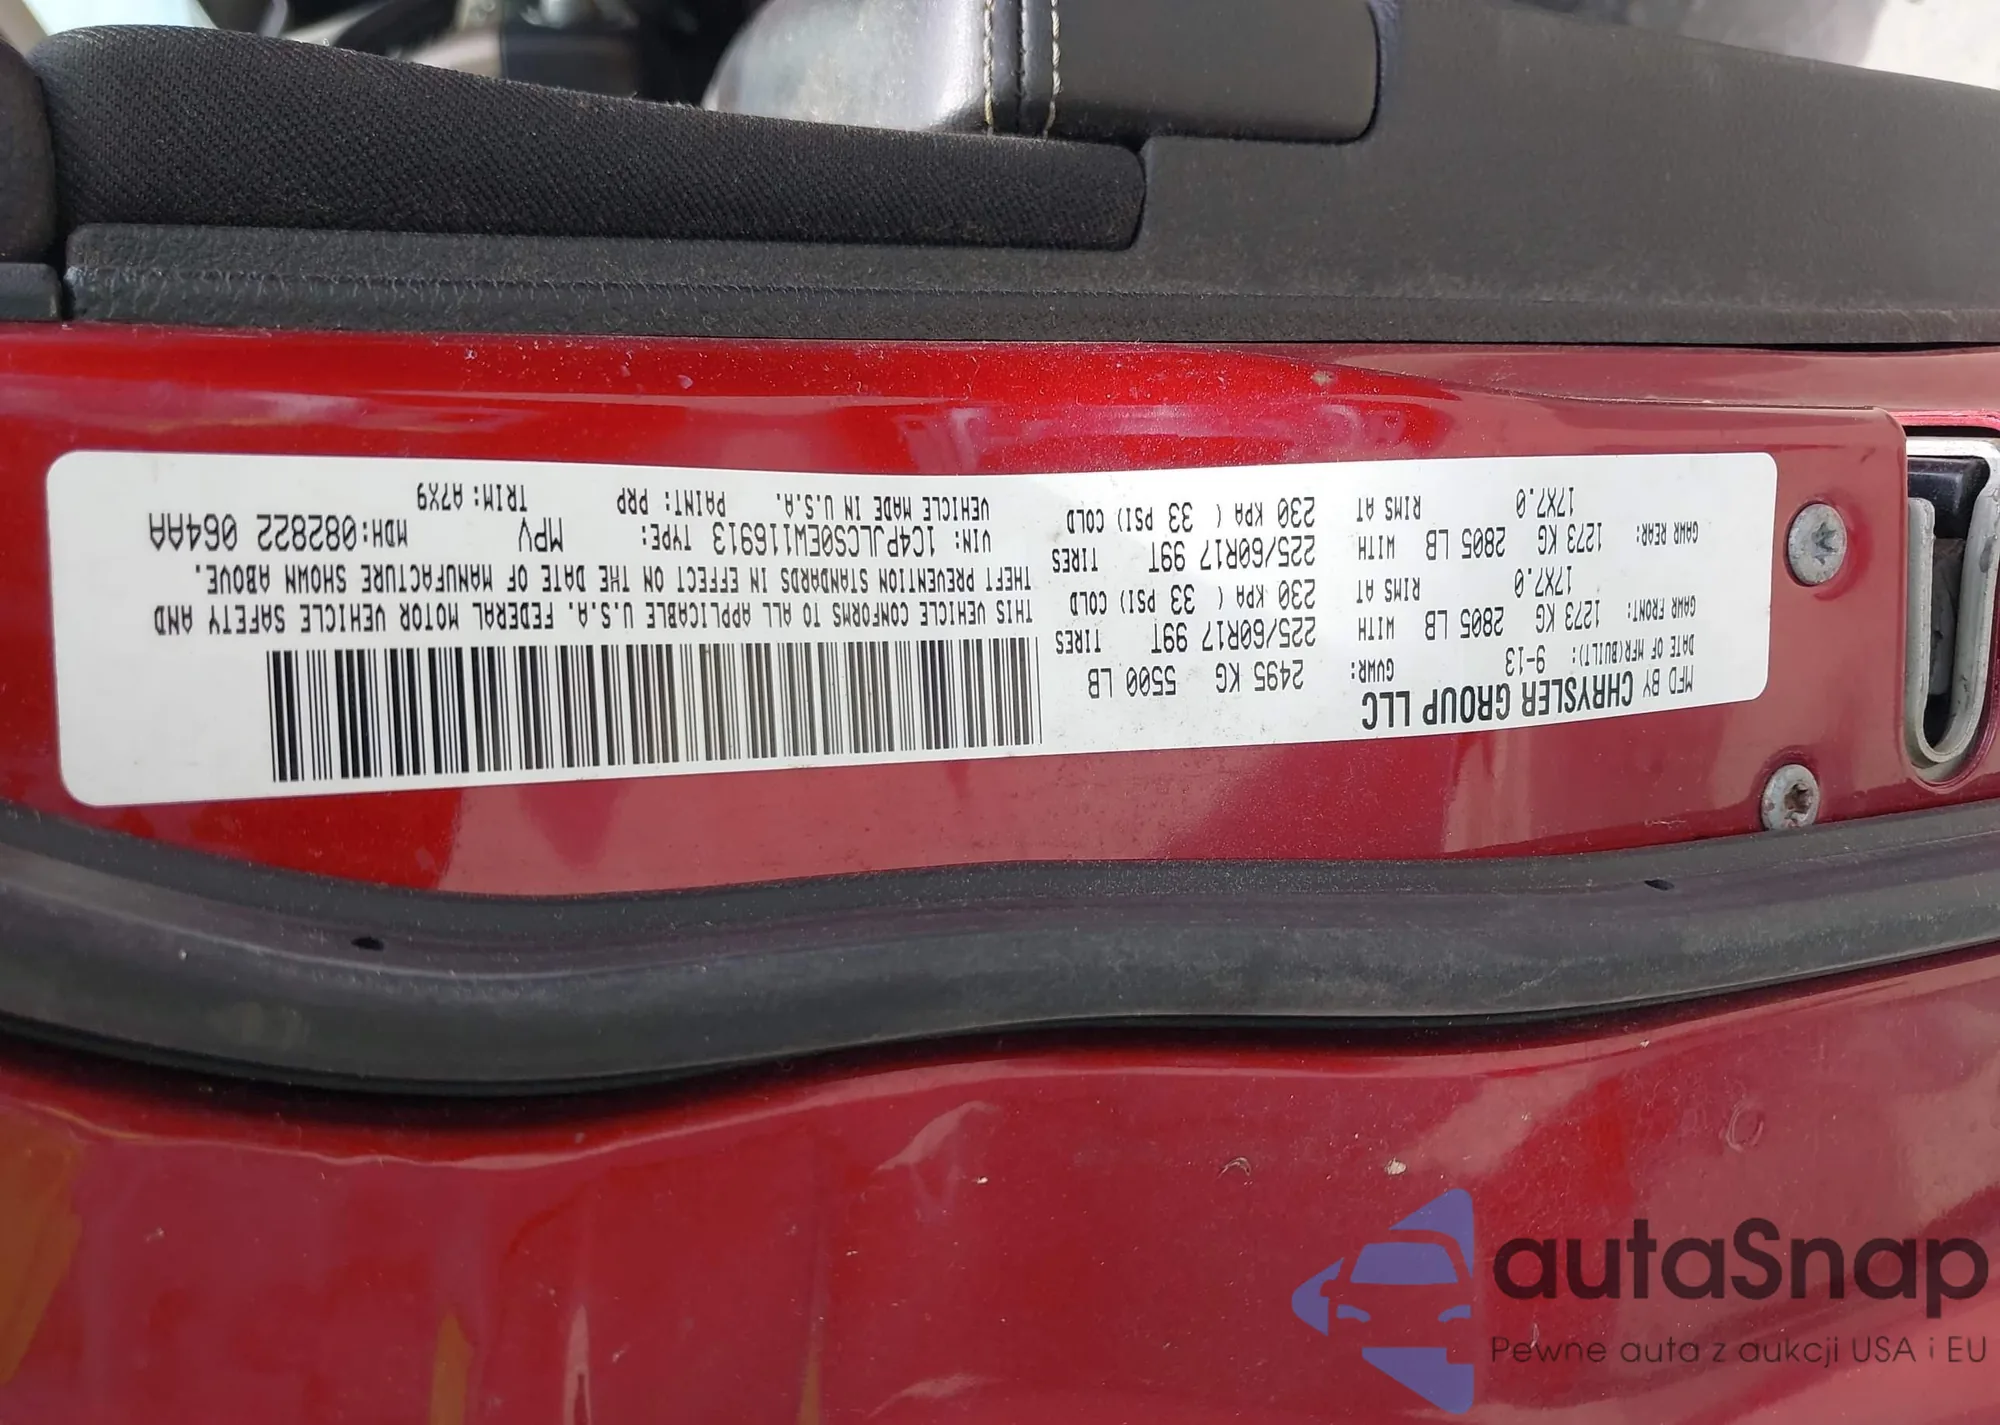 MFD BY CHRYSLER GROUP LLC
DATE OF MFR(BUILT): 9-13 GVWR: 2495 KG 5500 LB
GAWR FRONT: 1273 KG 2805 LB WITH 225/60R17 99T TIRES
17X7.0 RIMS AT 230 KPA ( 33 PSI) COLD
GAWR REAR: 1273 KG 2805 LB WITH 225/60R17 99T TIRES
17X7.0 RIMS AT 230 KPA ( 33 PSI) COLD
THIS VEHICLE CONFORMS TO ALL APPLICABLE U.S.A. FEDERAL MOTOR VEHICLE SAFETY AND
THEFT PREVENTION STANDARDS IN EFFECT ON THE DATE OF MANUFACTURE SHOWN ABOVE.
VIN: 1C4PJLCS0EW116913 TYPE: MPV MDH:082822 064AA
VEHICLE MADE IN U.S.A. PAINT: PRP TRIM: A7X9
autaSnap
Pewne auta z aukcji USA i EU